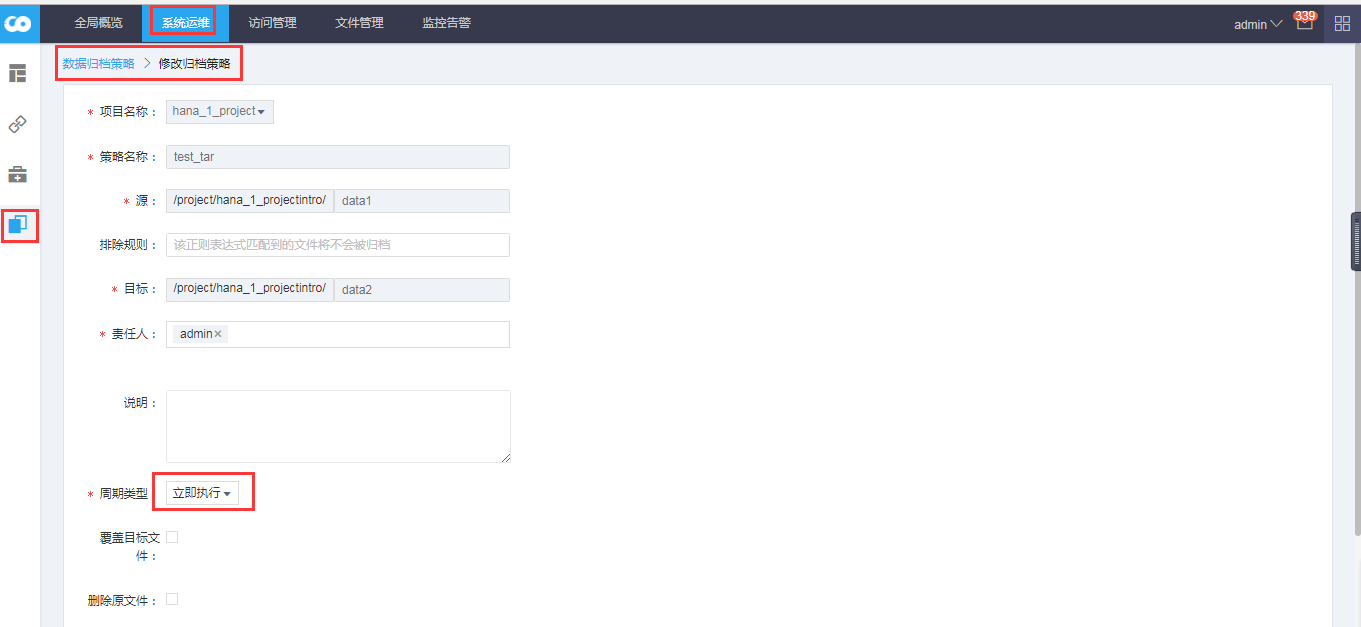 全局概览 系统运维 访问管理 文件管理 监控告警 admin 339
数据归档策略 > 修改归档策略
* 项目名称： hana_1_project
* 策略名称： test_tar
* 源： /project/hana_1_projectintro/ data1
排除规则： 该正则表达式匹配到的文件将不会被归档
* 目标： /project/hana_1_projectintro/ data2
* 责任人： admin ×
说明：
* 周期类型 立即执行
覆盖目标文
件：
删除原文件：